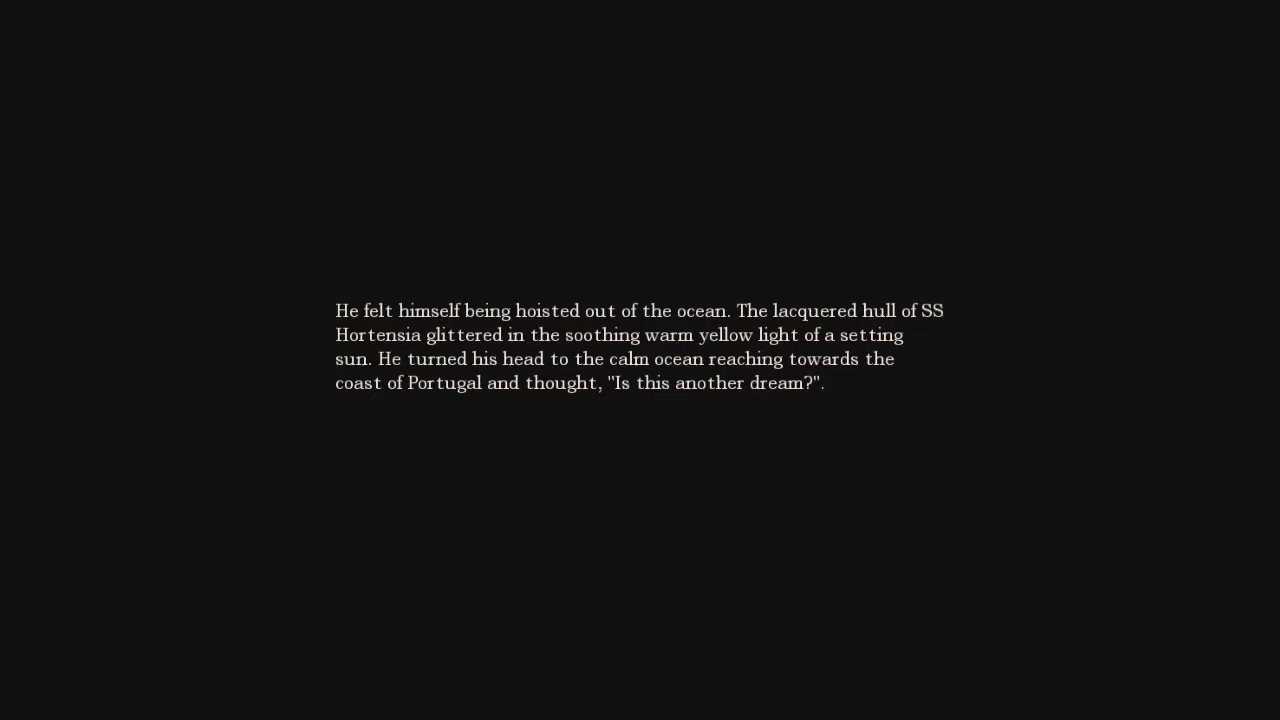 He felt himself being hoisted out of the ocean. The lacquered hull of SS
Hortensia glittered in the soothing warm yellow light of a setting
sun. He turned his head to the calm ocean reaching towards the
coast of Portugal and thought, "Is this another dream?".